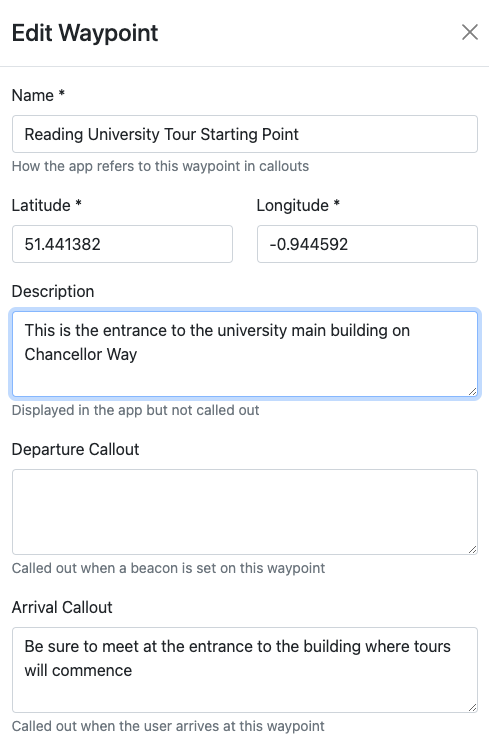 Edit Waypoint
Name *
Reading University Tour Starting Point
How the app refers to this waypoint in callouts
Latitude * Longitude *
51.441382 -0.944592
Description
This is the entrance to the university main building on
Chancellor Way
Displayed in the app but not called out
Departure Callout
Called out when a beacon is set on this waypoint
Arrival Callout
Be sure to meet at the entrance to the building where tours
will commence
Called out when the user arrives at this waypoint